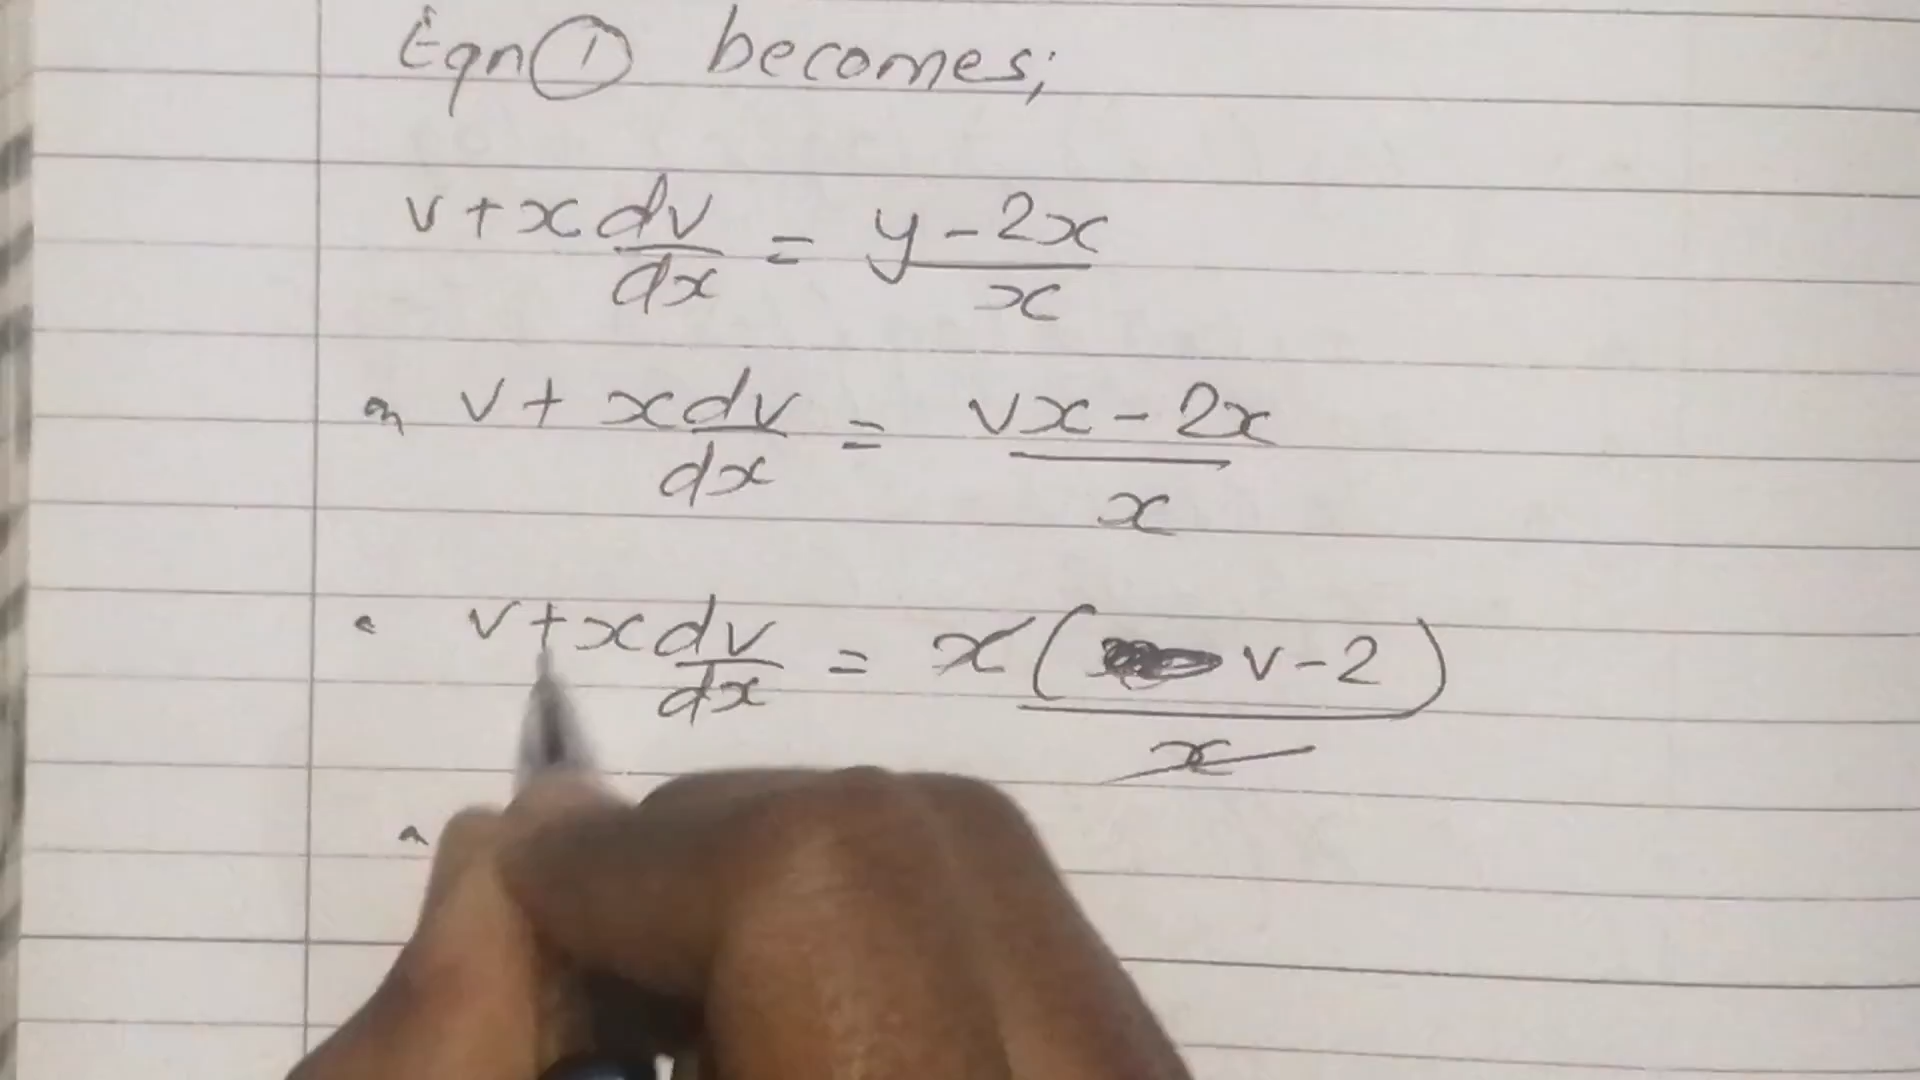 Eqn ① becomes;
v + x dv/dx = y - 2x / x
v + x dv/dx = vx - 2x / x
v + x dv/dx = x( v - 2 ) / x